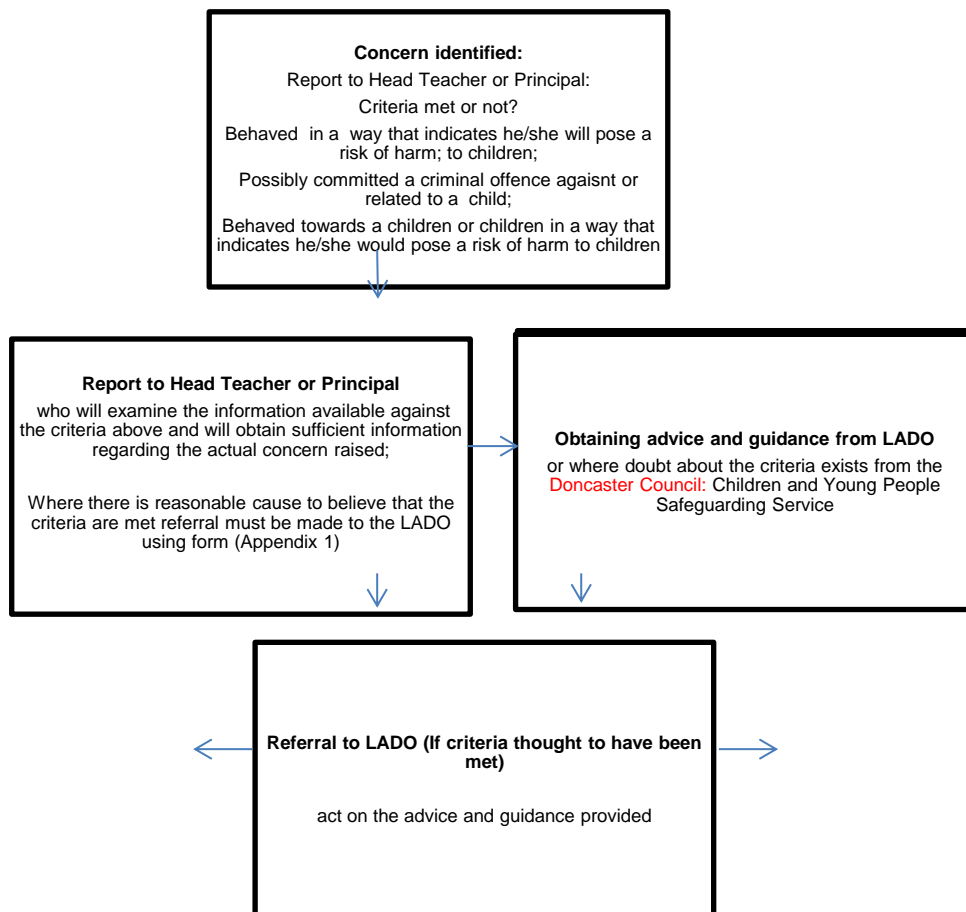 Concern identified:
Report to Head Teacher or Principal:
Criteria met or not?
Behaved in a way that indicates he/she will pose a
risk of harm; to children;
Possibly committed a criminal offence agaisnt or
related to a child;
Behaved towards a children or children in a way that
indicates he/she would pose a risk of harm to children
Report to Head Teacher or Principal
who will examine the information available against
the criteria above and will obtain sufficient information
regarding the actual concern raised;
Where there is reasonable cause to believe that the
criteria are met referral must be made to the LADO
using form (Appendix 1)
Obtaining advice and guidance from LADO
or where doubt about the criteria exists from the
Doncaster Council: Children and Young People
Safeguarding Service
Referral to LADO (If criteria thought to have been
met)
act on the advice and guidance provided